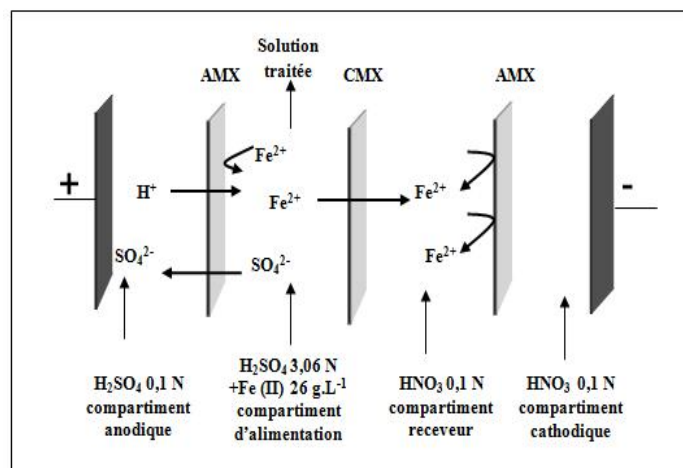 Solution
traitée
AMX
CMX
AMX
Fe²⁺
+
H⁺
Fe²⁺
Fe²⁺
-
SO₄²⁻
SO₄²⁻
Fe²⁺
H₂SO₄ 0,1 N
compartiment
anodique
H₂SO₄ 3,06 N
+Fe (II) 26 g.L⁻¹
compartiment
d'alimentation
HNO₃ 0,1 N
compartiment
receveur
HNO₃ 0,1 N
compartiment
cathodique